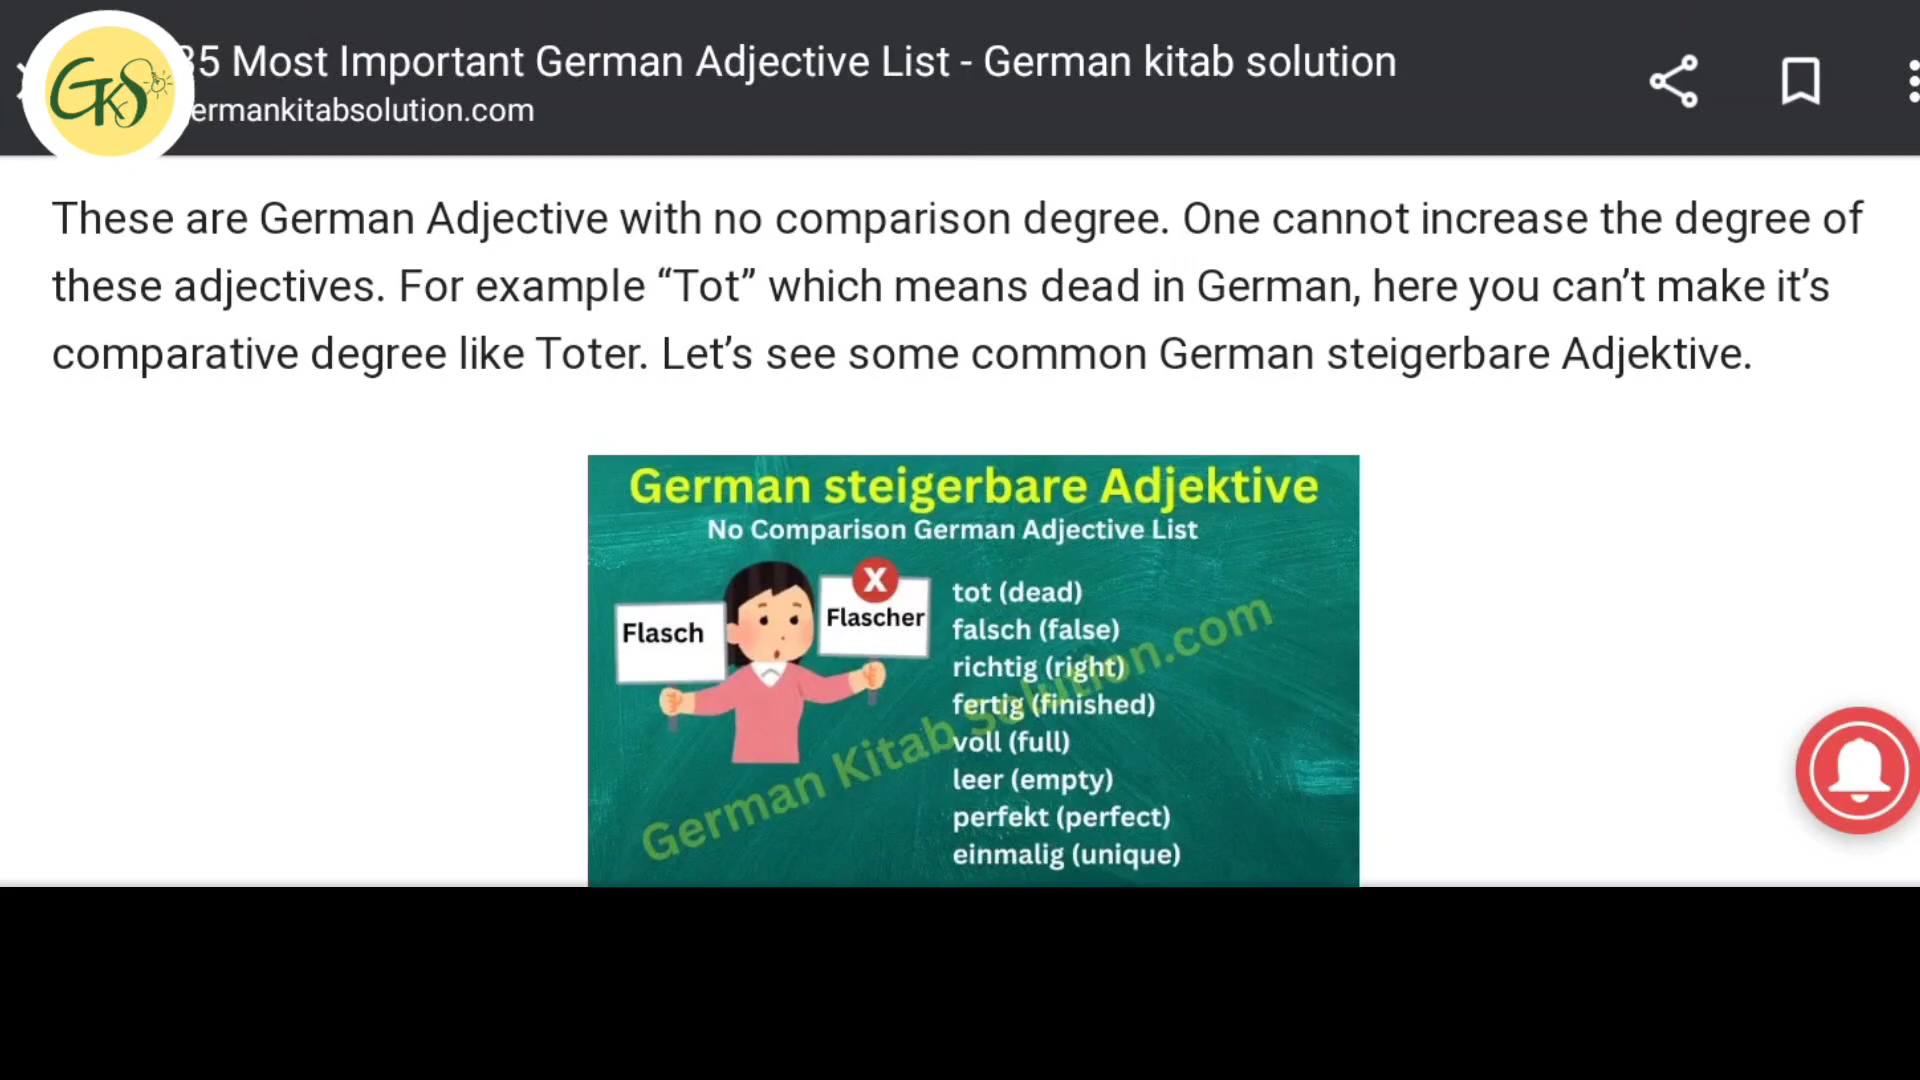 GKS
35 Most Important German Adjective List - German kitab solution
ermankitabsolution.com
These are German Adjective with no comparison degree. One cannot increase the degree of
these adjectives. For example “Tot” which means dead in German, here you can’t make it’s
comparative degree like Toter. Let’s see some common German steigerbare Adjektive.
German steigerbare Adjektive
No Comparison German Adjective List
X
Flasch
Flascher
tot (dead)
falsch (false)
richtig (right)
fertig (finished)
voll (full)
leer (empty)
perfekt (perfect)
einmalig (unique)
German Kitab Solution.com